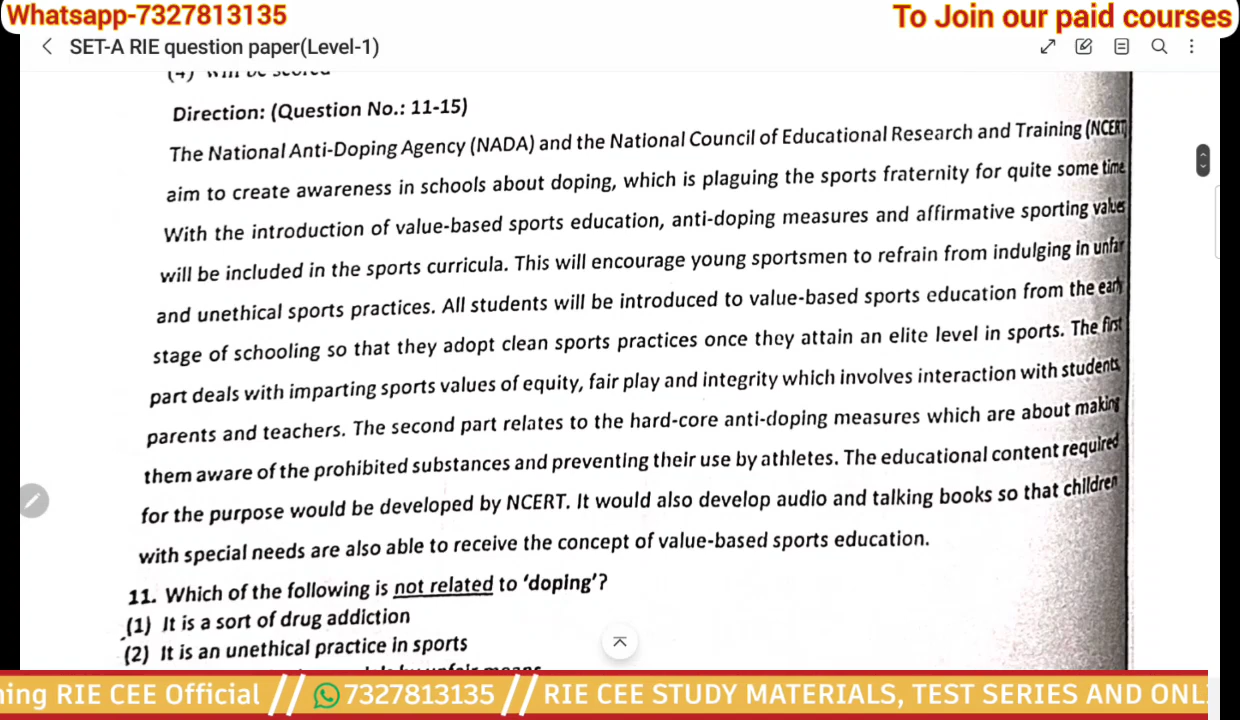 Whatsapp-7327813135
To Join our paid courses
SET-A RIE question paper(Level-1)
(4) Will be scored
Direction: (Question No.: 11-15)
The National Anti-Doping Agency (NADA) and the National Council of Educational Research and Training (NCERT
aim to create awareness in schools about doping, which is plaguing the sports fraternity for quite some time
With the introduction of value-based sports education, anti-doping measures and affirmative sporting values
will be included in the sports curricula. This will encourage young sportsmen to refrain from indulging in unfair
and unethical sports practices. All students will be introduced to value-based sports education from the early
stage of schooling so that they adopt clean sports practices once they attain an elite level in sports. The first
part deals with imparting sports values of equity, fair play and integrity which involves interaction with students,
parents and teachers. The second part relates to the hard-core anti-doping measures which are about making
them aware of the prohibited substances and preventing their use by athletes. The educational content required
for the purpose would be developed by NCERT. It would also develop audio and talking books so that children
with special needs are also able to receive the concept of value-based sports education.
11. Which of the following is not related to 'doping'?
(1) It is a sort of drug addiction
(2) It is an unethical practice in sports
ning RIE CEE Official // 7327813135 // RIE CEE STUDY MATERIALS, TEST SERIES AND ONL